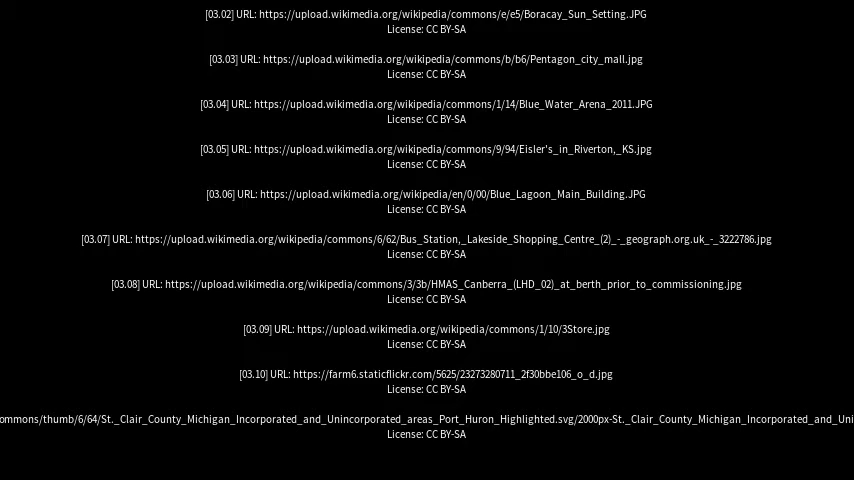 [03.02] URL: https://upload.wikimedia.org/wikipedia/commons/e/e5/Boracay_Sun_Setting.JPG
License: CC BY-SA
[03.03] URL: https://upload.wikimedia.org/wikipedia/commons/b/b6/Pentagon_city_mall.jpg
License: CC BY-SA
[03.04] URL: https://upload.wikimedia.org/wikipedia/commons/1/14/Blue_Water_Arena_2011.JPG
License: CC BY-SA
[03.05] URL: https://upload.wikimedia.org/wikipedia/commons/9/94/Eisler's_in_Riverton,_KS.jpg
License: CC BY-SA
[03.06] URL: https://upload.wikimedia.org/wikipedia/en/0/00/Blue_Lagoon_Main_Building.JPG
License: CC BY-SA
[03.07] URL: https://upload.wikimedia.org/wikipedia/commons/6/62/Bus_Station,_Lakeside_Shopping_Centre_(2)_-_geograph.org.uk_-_3222786.jpg
License: CC BY-SA
[03.08] URL: https://upload.wikimedia.org/wikipedia/commons/3/3b/HMAS_Canberra_(LHD_02)_at_berth_prior_to_commissioning.jpg
License: CC BY-SA
[03.09] URL: https://upload.wikimedia.org/wikipedia/commons/1/10/3Store.jpg
License: CC BY-SA
[03.10] URL: https://farm6.staticflickr.com/5625/23273280711_2f30bbe106_o_d.jpg
License: CC BY-SA
ommons/thumb/6/64/St._Clair_County_Michigan_Incorporated_and_Unincorporated_areas_Port_Huron_Highlighted.svg/2000px-St._Clair_County_Michigan_Incorporated_and_Uni
License: CC BY-SA